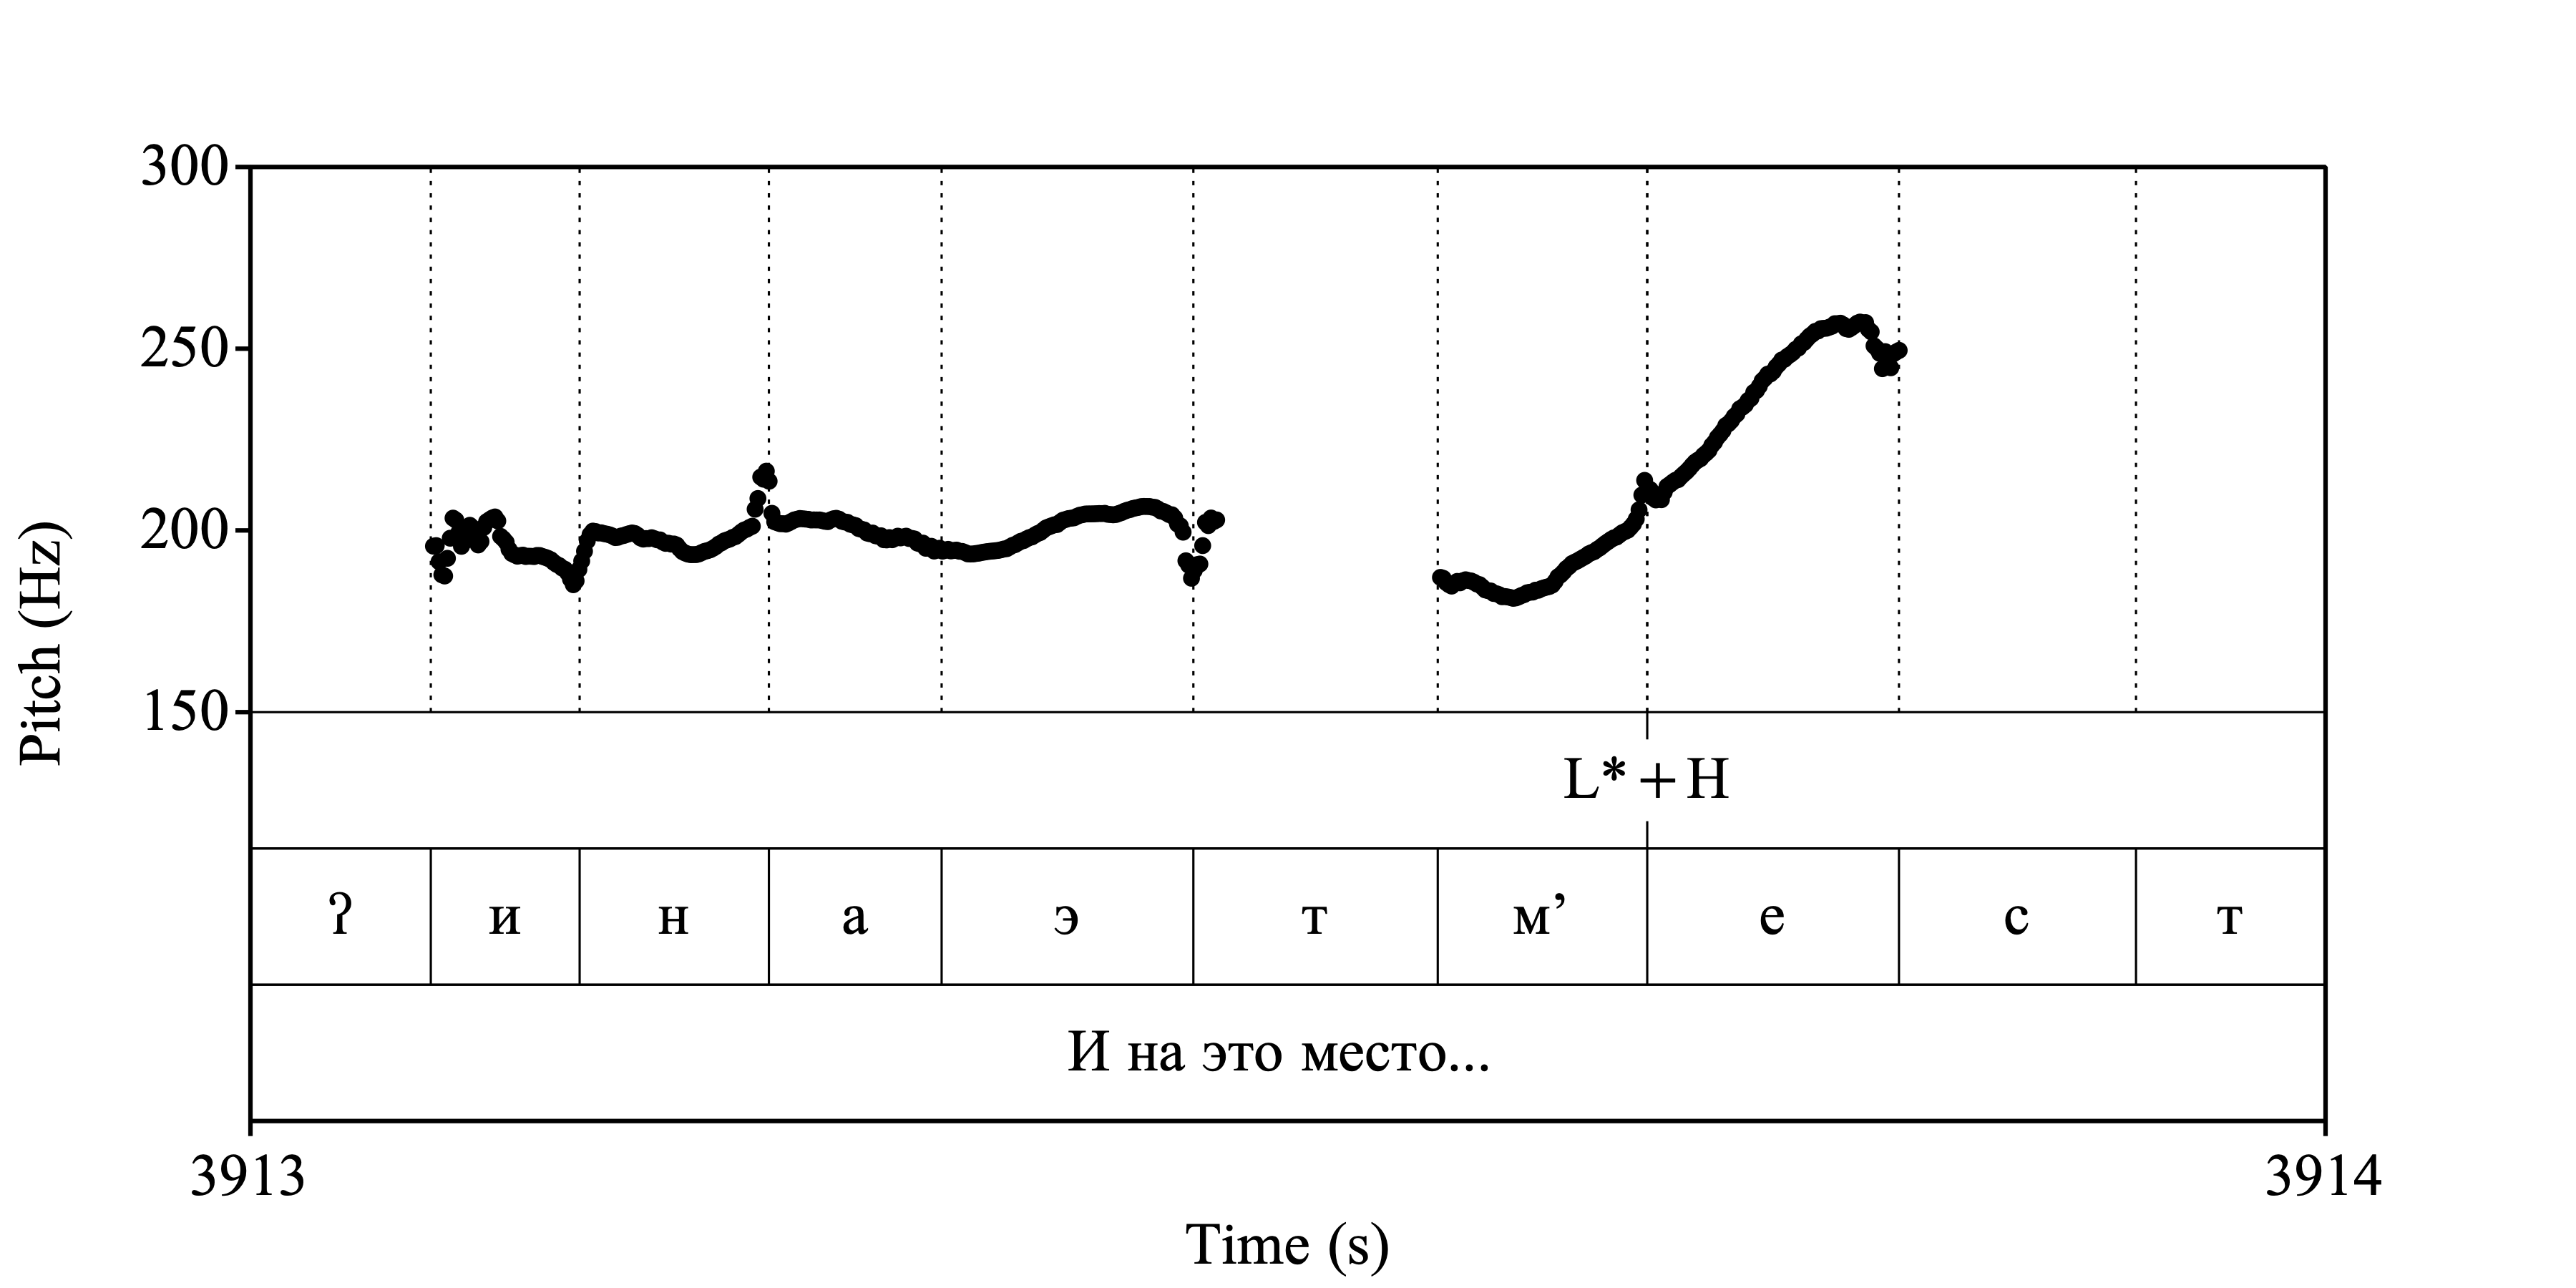 300
250
200
150
Pitch (Hz)
L*+H
ʔ и н а э т м’ е с т
И на это место...
3913 3914
Time (s)